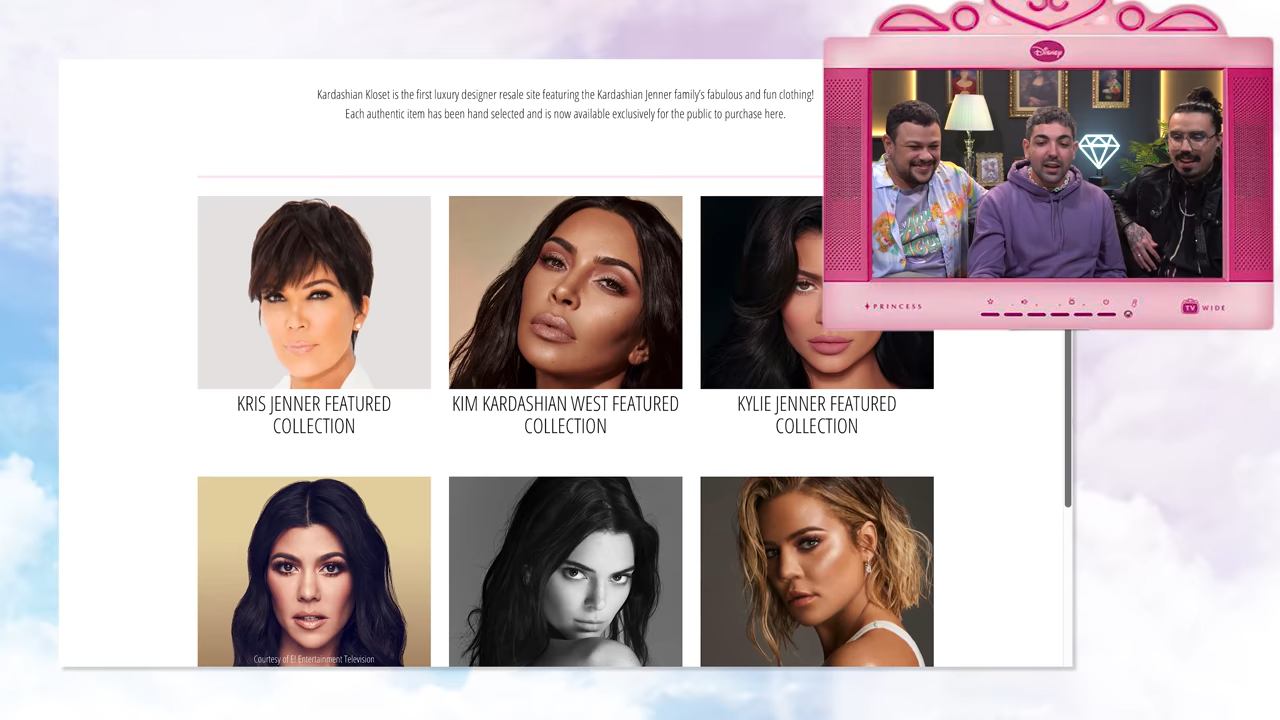 Kardashian Kloset is the first luxury designer resale site featuring the Kardashian Jenner family's fabulous and fun clothing!
Each authentic item has been hand selected and is now available exclusively for the public to purchase here.
Disney
PRINCESS
TV WIDE
KRIS JENNER FEATURED
COLLECTION
KIM KARDASHIAN WEST FEATURED
COLLECTION
KYLIE JENNER FEATURED
COLLECTION
Courtesy of E! Entertainment Television